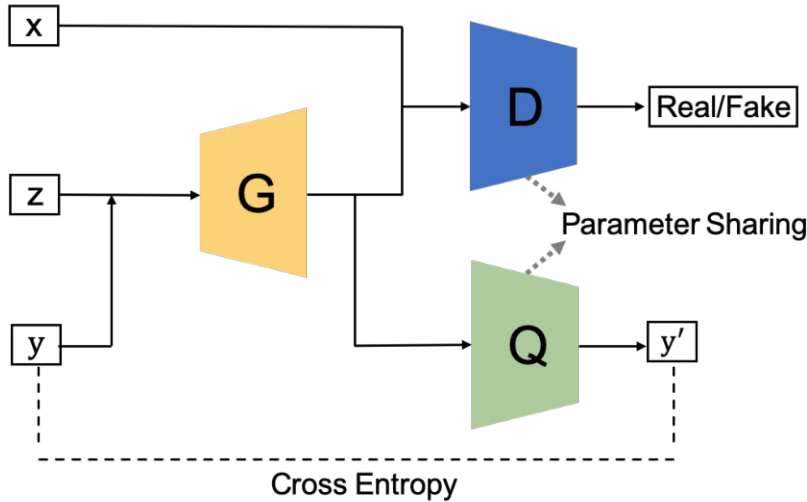 x
D
Real/Fake
z
G
Parameter Sharing
y
Q
y′
Cross Entropy